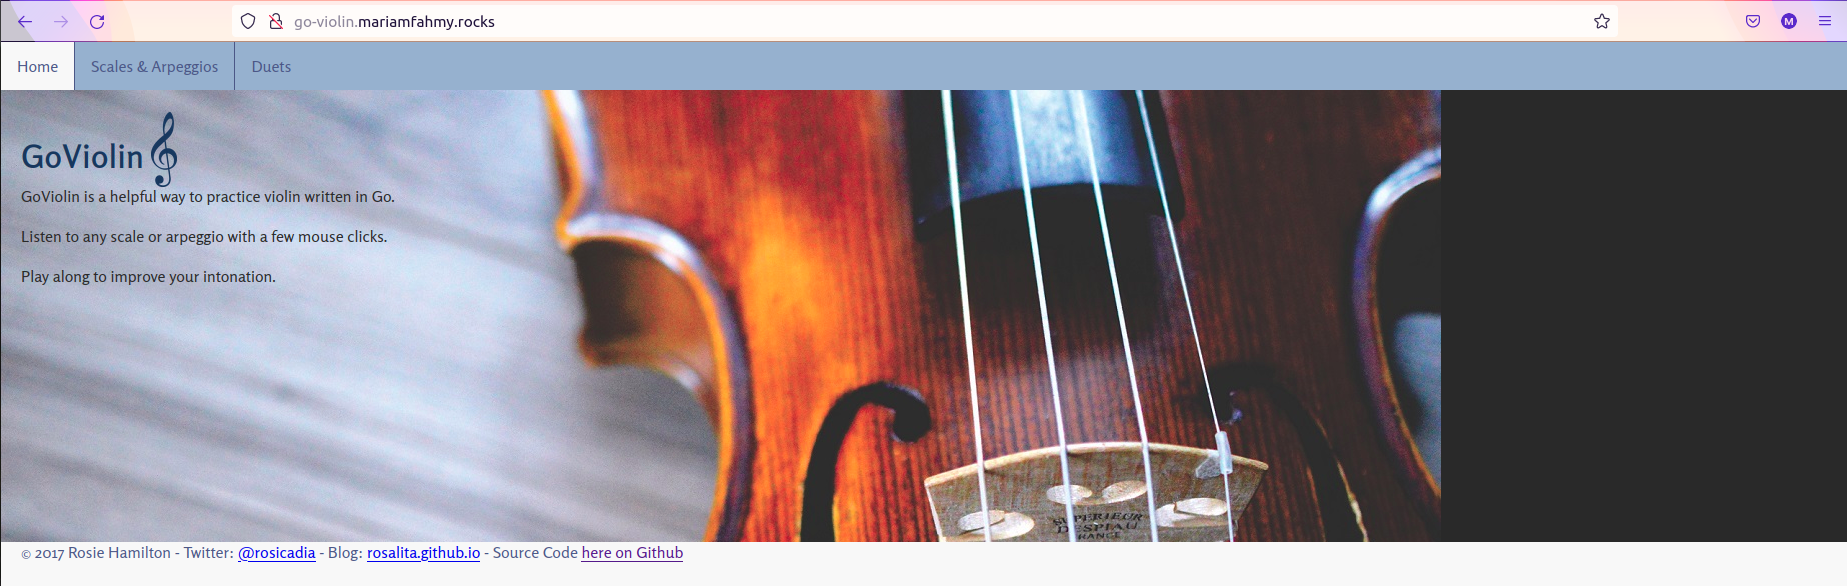 go-violin.mariamfahmy.rocks
M
Home
Scales & Arpeggios
Duets
GoViolin
GoViolin is a helpful way to practice violin written in Go.
Listen to any scale or arpeggio with a few mouse clicks.
Play along to improve your intonation.
SUPERIEUR
DESPIAU
FRANCE
© 2017 Rosie Hamilton - Twitter: @rosicadia - Blog: rosalita.github.io - Source Code here on Github